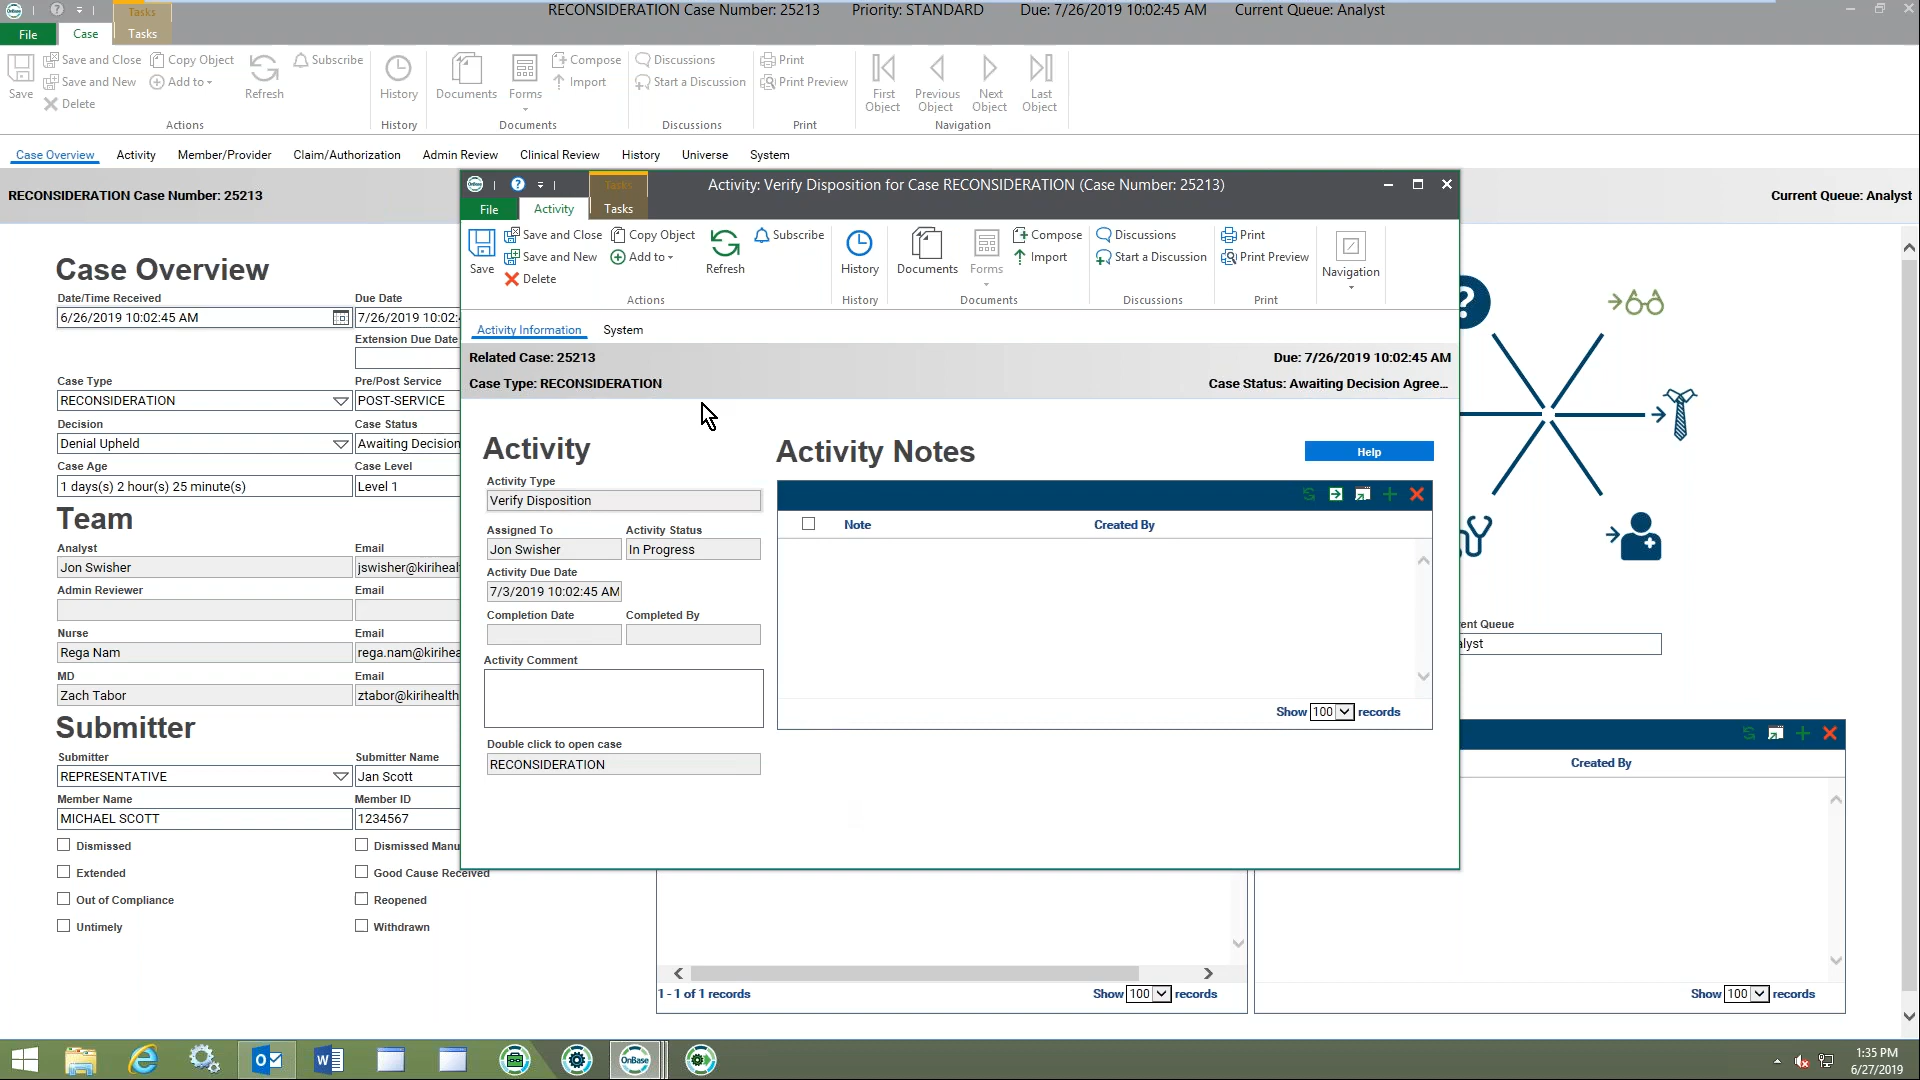 Tasks
RECONSIDERATION Case Number: 25213 Priority: STANDARD Due: 7/26/2019 10:02:45 AM Current Queue: Analyst
File Case Tasks
Save
Save and Close
Save and New
Delete
Copy Object
Add to
Refresh
Subscribe
Actions
History
History
Documents
Forms
Compose
Import
Documents
Discussions
Start a Discussion
Discussions
Print
Print Preview
Print
First Object
Previous Object
Next Object
Last Object
Navigation
Case Overview Activity Member/Provider Claim/Authorization Admin Review Clinical Review History Universe System
RECONSIDERATION Case Number: 25213
Current Queue: Analyst
Case Overview
Date/Time Received Due Date
6/26/2019 10:02:45 AM 7/26/2019 10:02:
Extension Due Date
Case Type Pre/Post Service
RECONSIDERATION POST-SERVICE
Decision Case Status
Denial Upheld Awaiting Decision
Case Age Case Level
1 days(s) 2 hour(s) 25 minute(s) Level 1
Team
Analyst Email
Jon Swisher jswisher@kiriheal
Admin Reviewer Email
Nurse Email
Rega Nam rega.nam@kirihea
MD Email
Zach Tabor ztabor@kirihealth
Submitter
Submitter Submitter Name
REPRESENTATIVE Jan Scott
Member Name Member ID
MICHAEL SCOTT 1234567
Dismissed Dismissed Manu
Extended Good Cause Received
Out of Compliance Reopened
Untimely Withdrawn
OnBase
Tasks
Activity: Verify Disposition for Case RECONSIDERATION (Case Number: 25213)
File Activity Tasks
Save
Save and Close
Save and New
Delete
Copy Object
Add to
Refresh
Subscribe
Actions
History
History
Documents
Forms
Compose
Import
Documents
Discussions
Start a Discussion
Discussions
Print
Print Preview
Print
Navigation
Activity Information System
Related Case: 25213 Due: 7/26/2019 10:02:45 AM
Case Type: RECONSIDERATION Case Status: Awaiting Decision Agree...
Activity
Activity Type
Verify Disposition
Assigned To Activity Status
Jon Swisher In Progress
Activity Due Date
7/3/2019 10:02:45 AM
Completion Date Completed By
Activity Comment
Double click to open case
RECONSIDERATION
Activity Notes
Help
Note Created By
Show 100 records
ent Queue
alyst
Created By
1 - 1 of 1 records Show 100 records
Show 100 records
OnBase
1:35 PM
6/27/2019